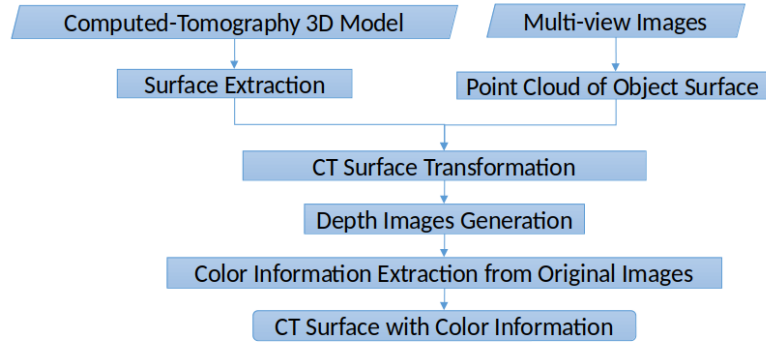 Computed-Tomography 3D Model
Multi-view Images
Surface Extraction
Point Cloud of Object Surface
CT Surface Transformation
Depth Images Generation
Color Information Extraction from Original Images
CT Surface with Color Information